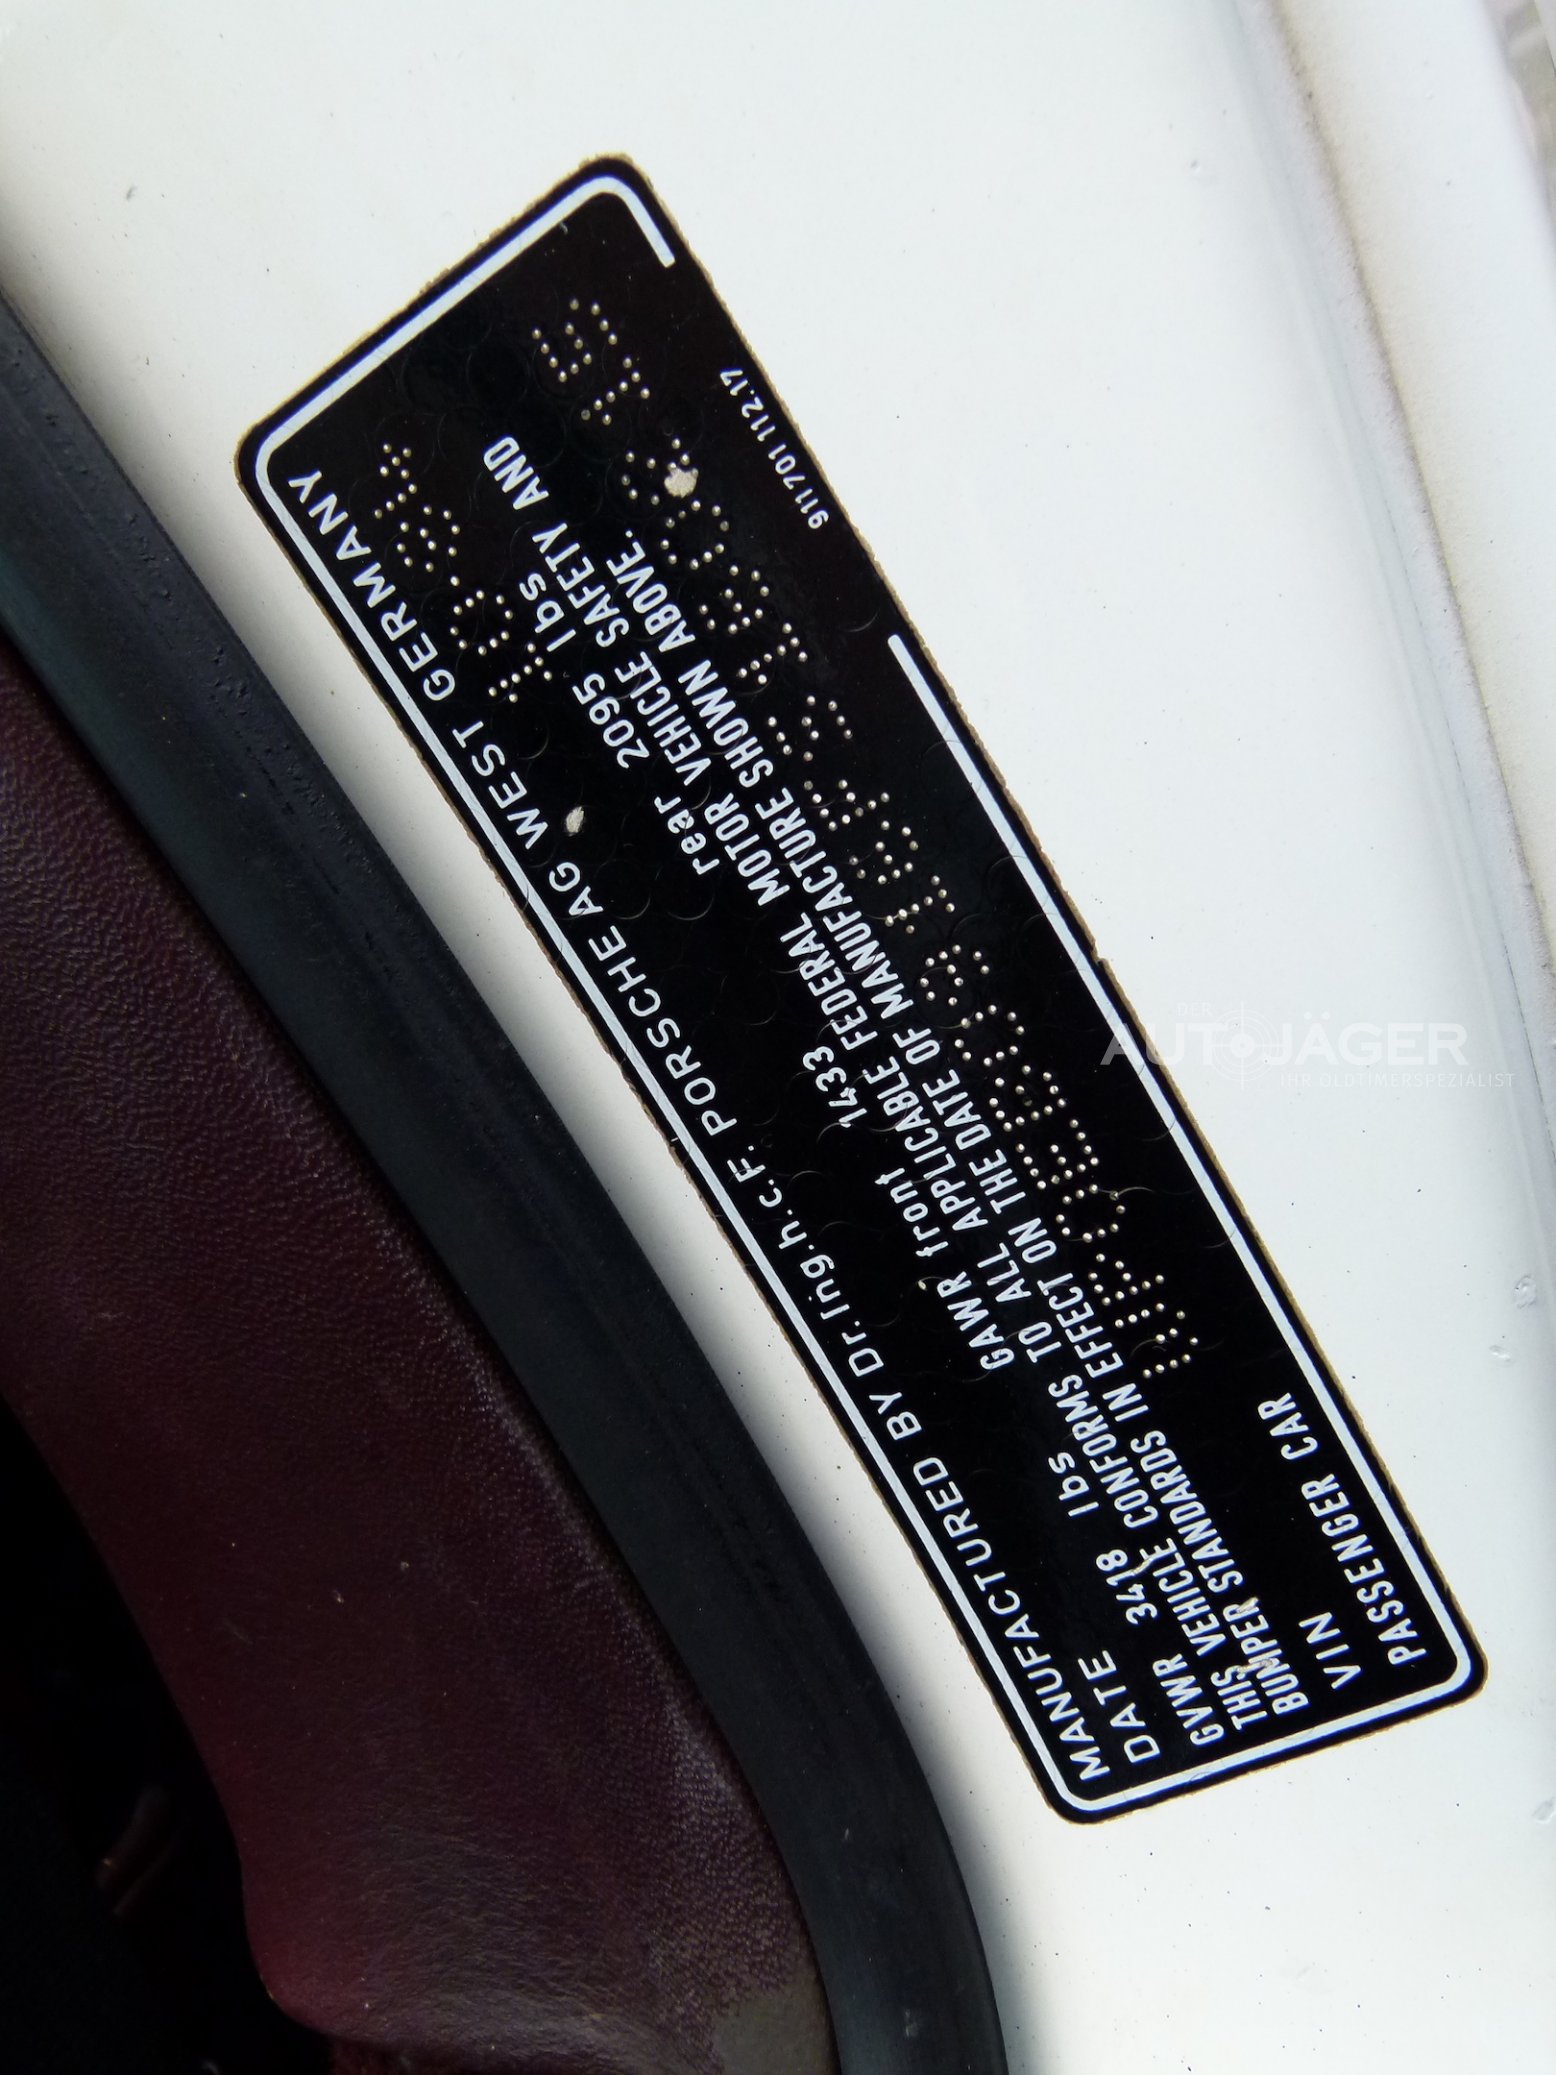 MANUFACTURED BY Dr.Ing.h.c.F. PORSCHE AG WEST GERMANY
DATE
GVWR 3418 lbs GAWR front 1433 rear 2095 lbs
THIS VEHICLE CONFORMS TO ALL APPLICABLE FEDERAL MOTOR VEHICLE SAFETY AND
BUMPER STANDARDS IN EFFECT ON THE DATE OF MANUFACTURE SHOWN ABOVE.
VIN
PASSENGER CAR
911 701 112.17
DER
AUTOJÄGER
IHR OLDTIMERSPEZIALIST